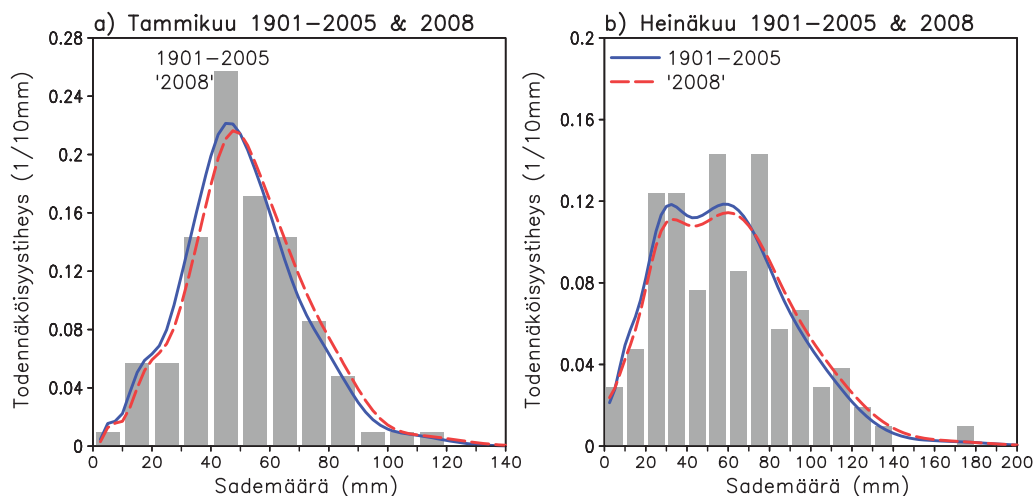 a) Tammikuu 1901-2005 & 2008
0.28
0.24
0.2
0.16
0.12
0.08
0.04
0
Todennäköisyystiheys (1/10mm)
1901-2005
'2008'
0 20 40 60 80 100 120 140
Sademäärä (mm)
b) Heinäkuu 1901-2005 & 2008
0.2
0.16
0.12
0.08
0.04
0
Todennäköisyystiheys (1/10mm)
1901-2005
'2008'
0 20 40 60 80 100 120 140 160 180 200
Sademäärä (mm)